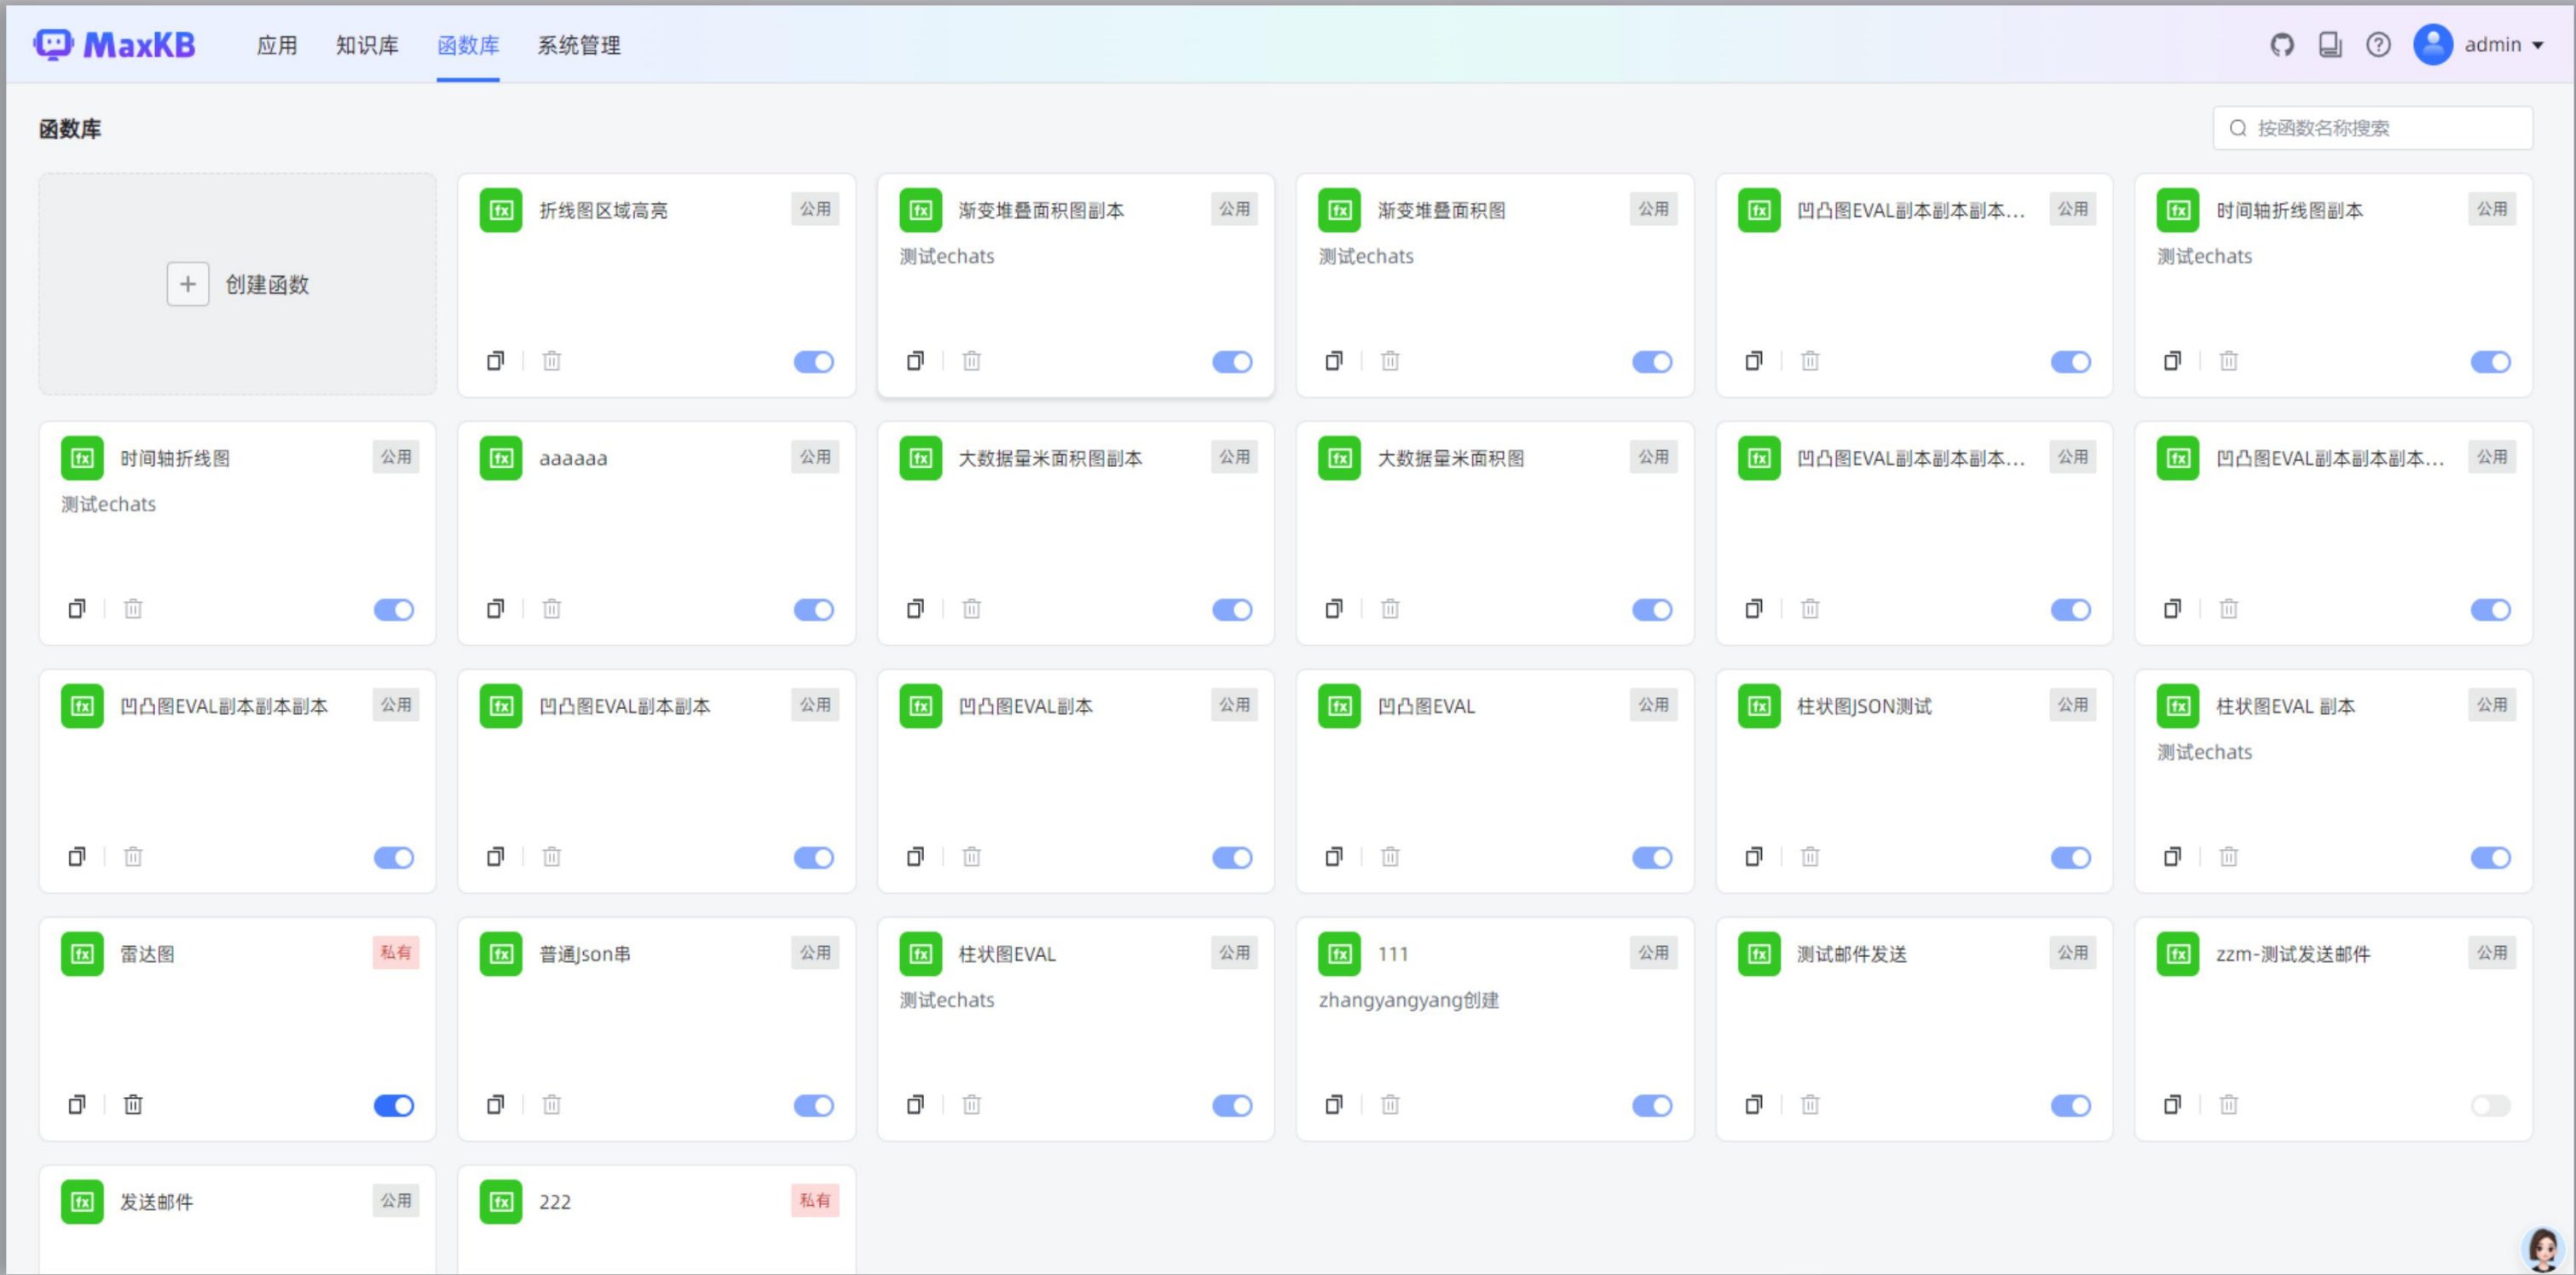 MaxKB 应用 知识库 函数库 系统管理 admin
函数库
按函数名称搜索
创建函数
折线图区域高亮 公用
渐变堆叠面积图副本 公用
测试echats
渐变堆叠面积图 公用
测试echats
凹凸图EVAL副本副本副本... 公用
时间轴折线图副本 公用
测试echats
时间轴折线图 公用
测试echats
aaaaaa 公用
大数据量米面积图副本 公用
大数据量米面积图 公用
凹凸图EVAL副本副本副本... 公用
凹凸图EVAL副本副本副本... 公用
凹凸图EVAL副本副本副本 公用
凹凸图EVAL副本副本 公用
凹凸图EVAL副本 公用
凹凸图EVAL 公用
柱状图JSON测试 公用
柱状图EVAL 副本 公用
测试echats
雷达图 私有
普通Json串 公用
柱状图EVAL 公用
测试echats
111 公用
zhangyangyang创建
测试邮件发送 公用
zzm-测试发送邮件 公用
发送邮件 公用
222 私有